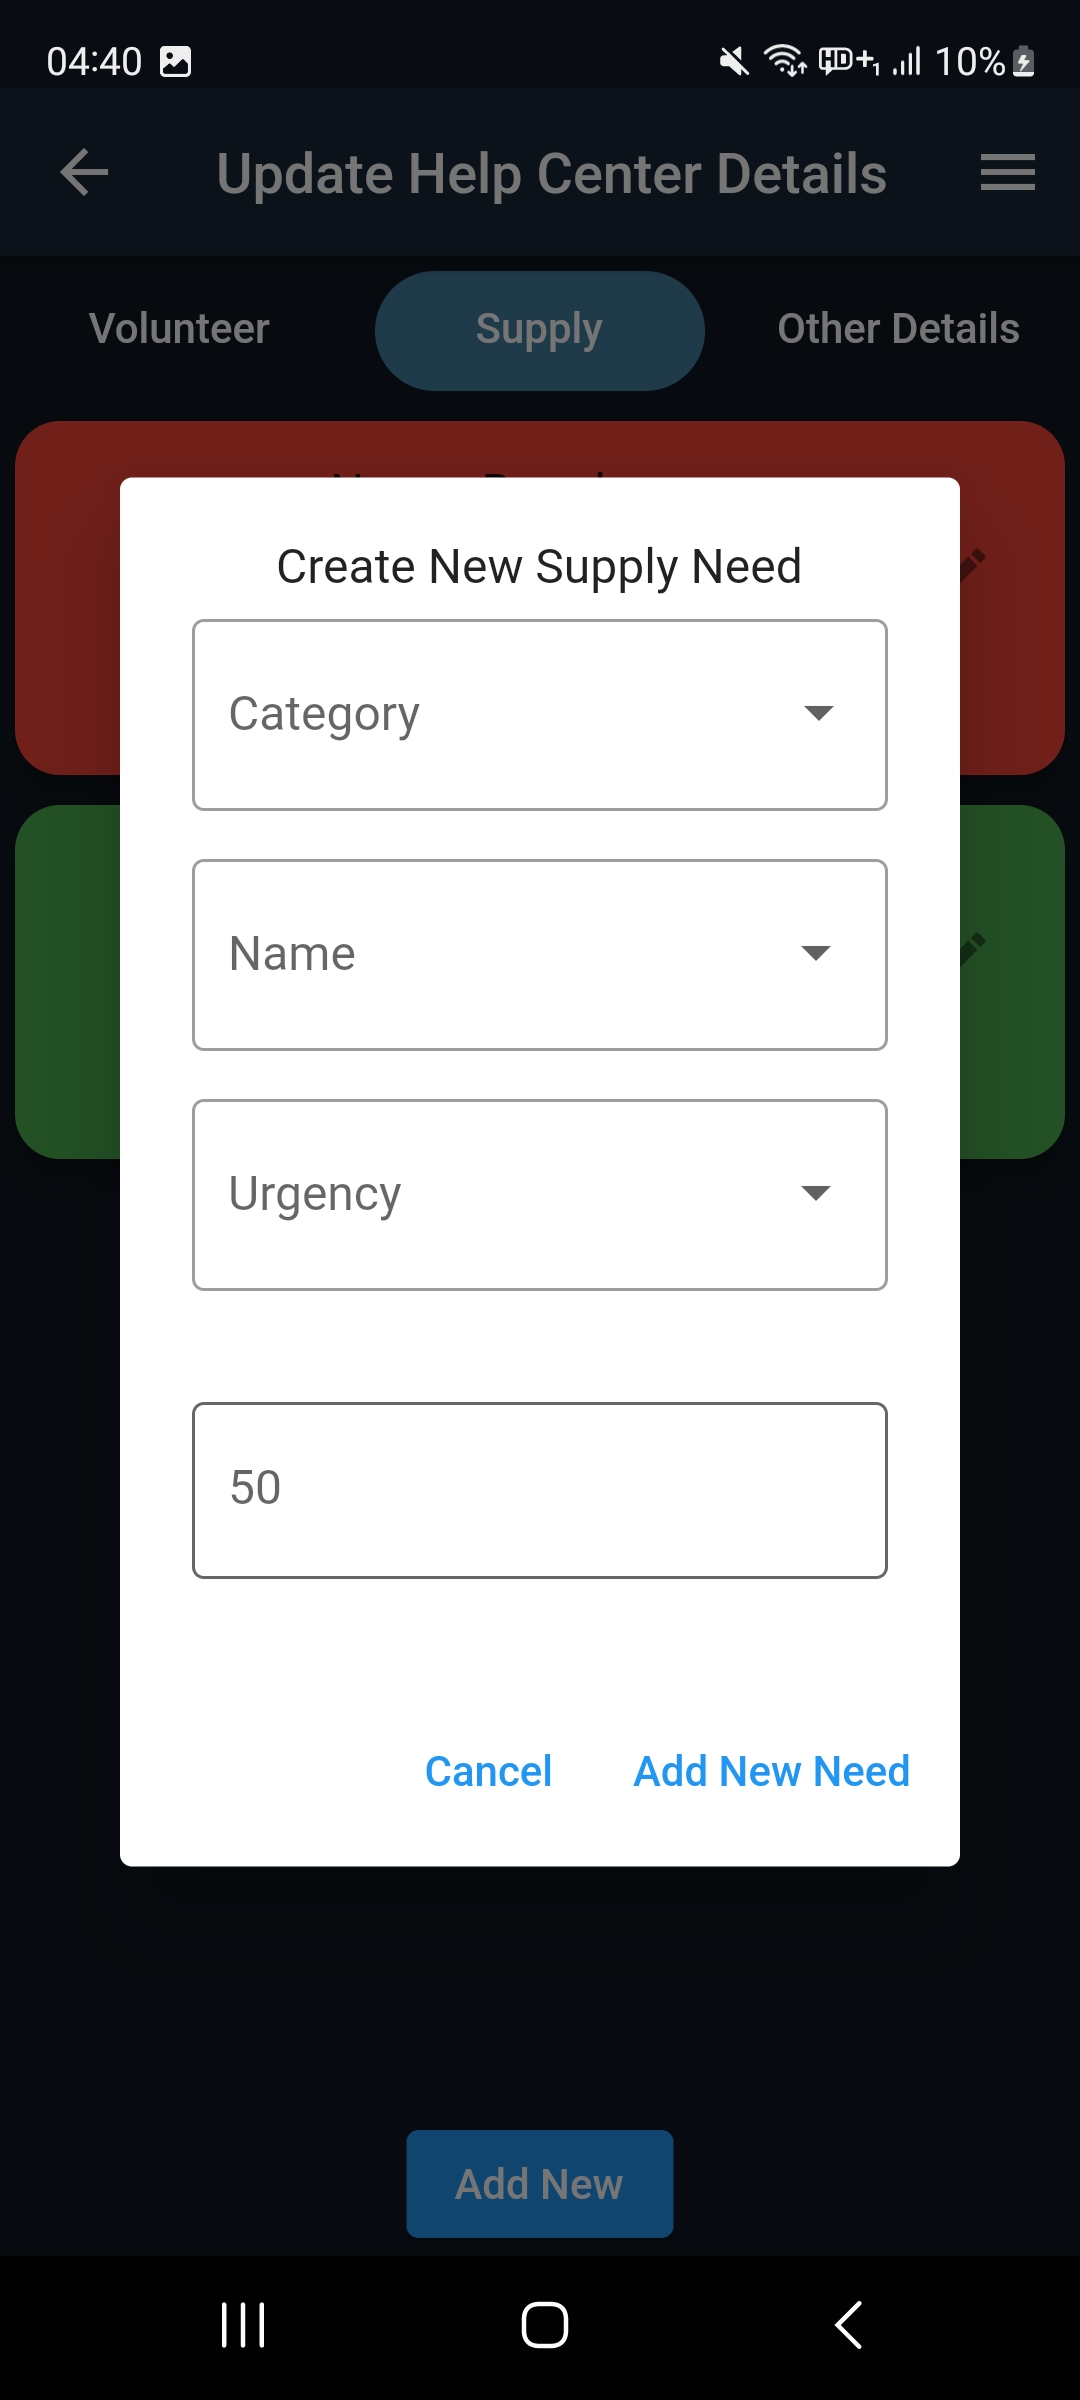 04:40 10%
Update Help Center Details
Volunteer Supply Other Details
Create New Supply Need
Category
Name
Urgency
50
Cancel Add New Need
Add New